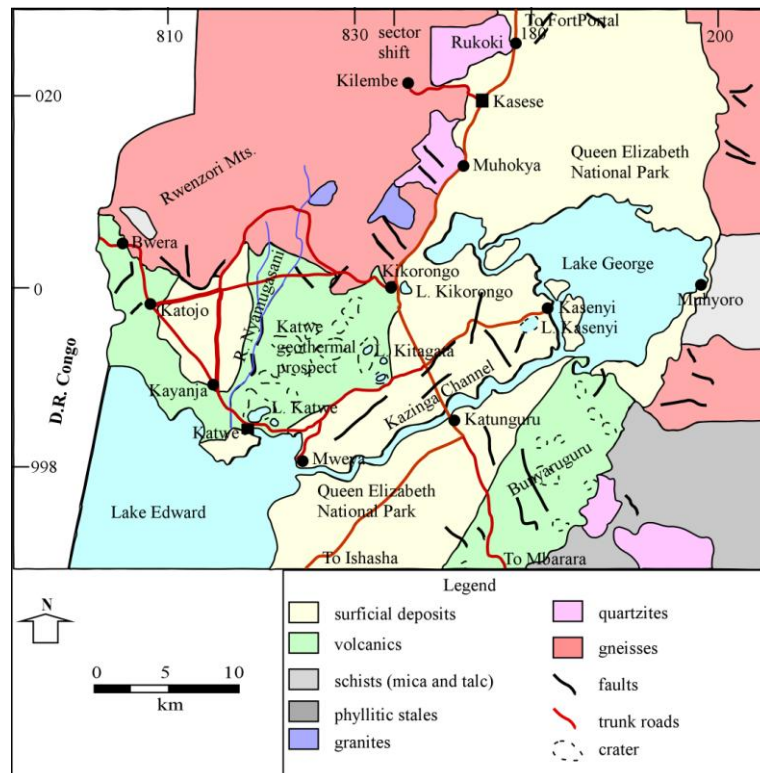 To FortPortal
810
830
sector
shift
180
200
Rukoki
Kilembe
020
Kasese
Rwenzori Mts.
Muhokya
Queen Elizabeth
National Park
Bwera
R. Nyamugasani
Lake George
0
Kikorongo
L. Kikorongo
Muhyoro
Katojo
Kasenyi
L. Kasenyi
Katwe
geothermal
prospect
L. Kitagata
D.R. Congo
Kayanja
Kazinga Channel
L. Katwe
Katwe
Katunguru
998
Mweya
Bunyaruguru
Lake Edward
Queen Elizabeth
National Park
To Ishasha
To Mbarara
Legend
N
surficial deposits
quartzites
volcanics
gneisses
0 5 10
km
schists (mica and talc)
faults
phyllitic stales
trunk roads
granites
crater